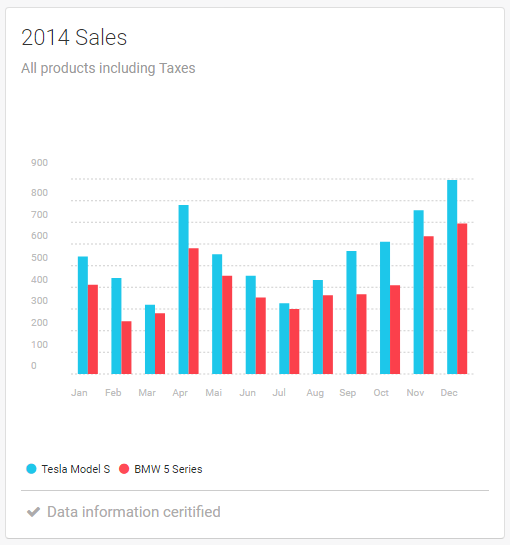 2014 Sales
All products including Taxes
900
800
700
600
500
400
300
200
100
0
Jan Feb Mar Apr Mai Jun Jul Aug Sep Oct Nov Dec
Tesla Model S BMW 5 Series
Data information ceritified